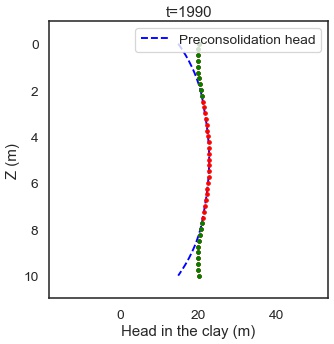 t=1990
Preconsolidation head
0
2
4
6
8
10
Z (m)
0
20
40
Head in the clay (m)